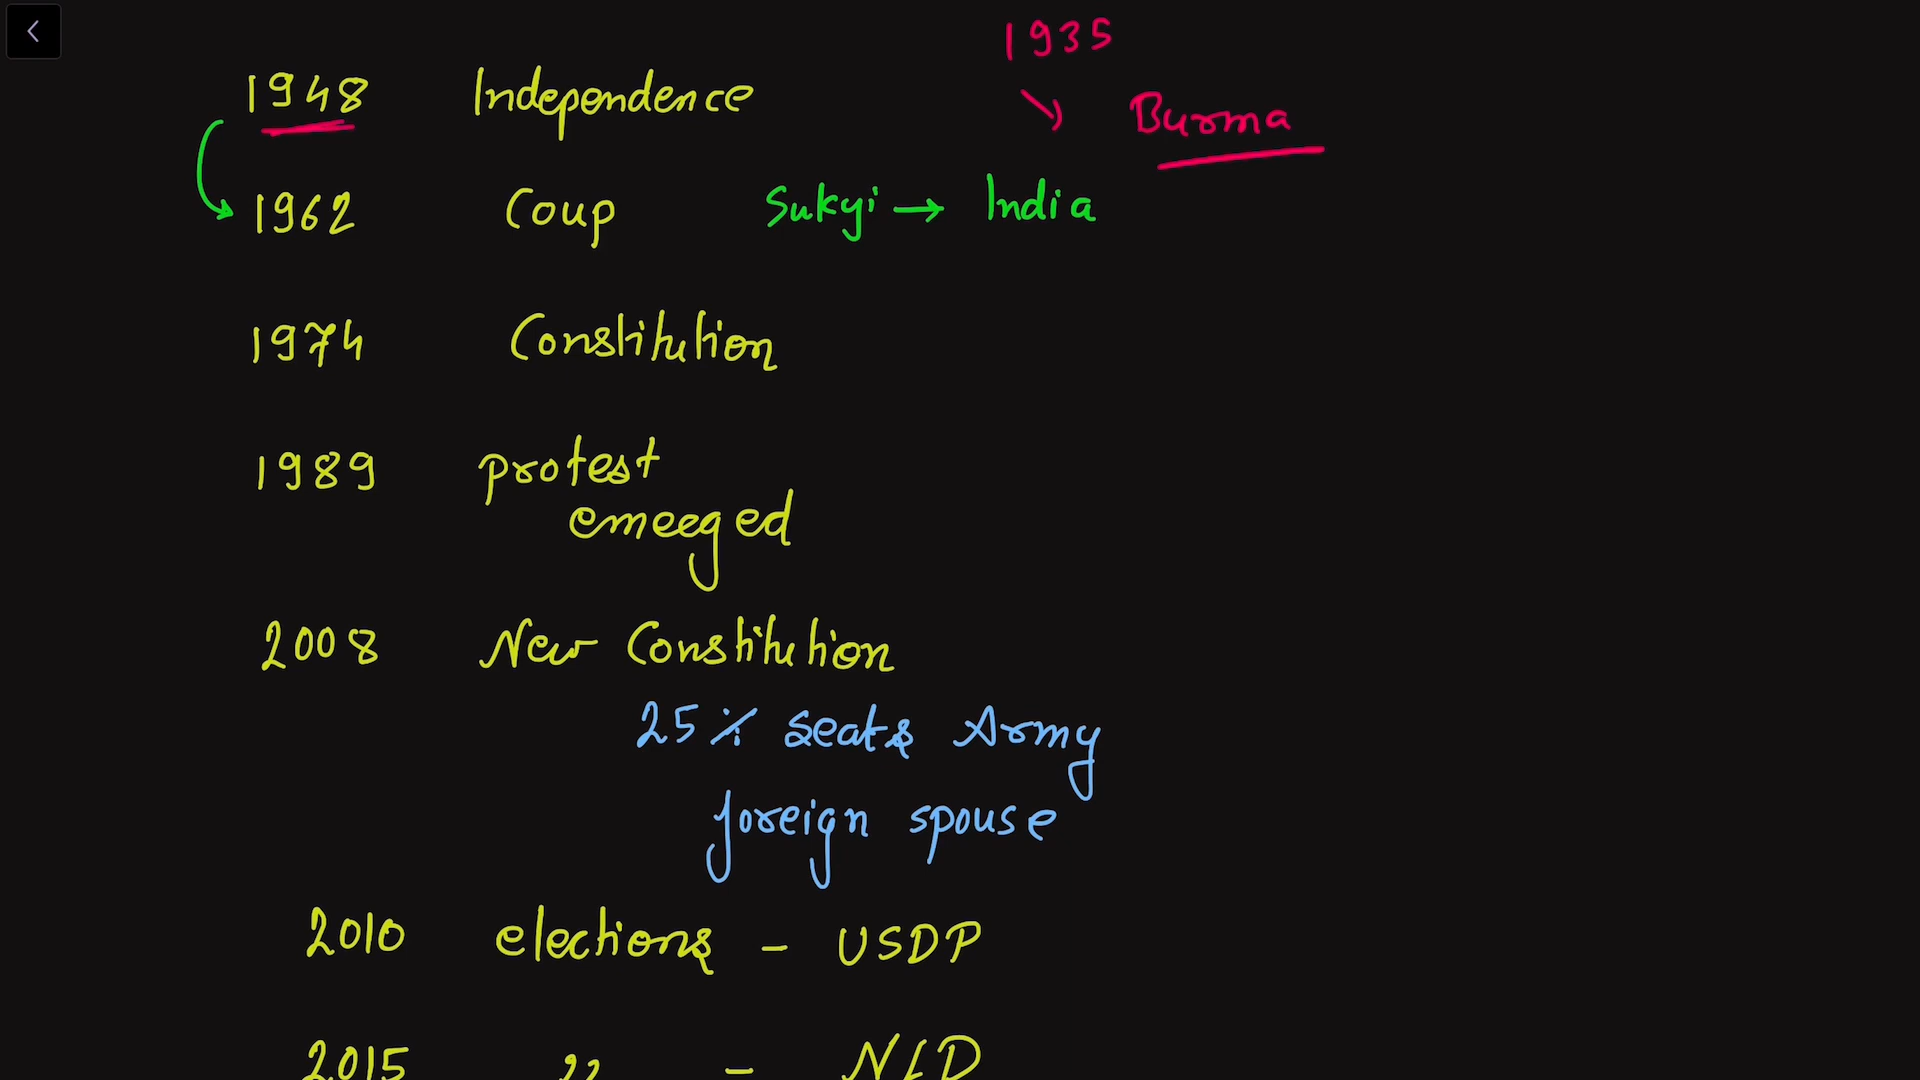 1935
1948 Independence
Burma
1962 Coup Sukyi → India
1974 Constitution
1989 protest
emeeged
2008 New Constitution
25% seats Army
foreign spouse
2010 elections - USDP
2015 " - NLD